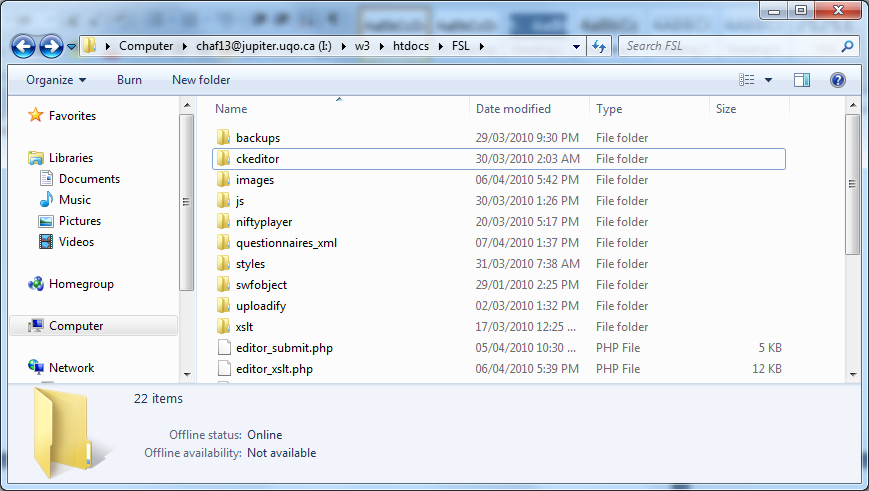 Computer ▸ chaf13@jupiter.uqo.ca (I:) ▸ w3 ▸ htdocs ▸ FSL ▸
Search FSL
Organize Burn New folder
Favorites
Libraries
Documents
Music
Pictures
Videos
Homegroup
Computer
Network
Name Date modified Type Size
backups 29/03/2010 9:30 PM File folder
ckeditor 30/03/2010 2:03 AM File folder
images 06/04/2010 5:42 PM File folder
js 30/03/2010 1:26 PM File folder
niftyplayer 20/03/2010 5:17 PM File folder
questionnaires_xml 07/04/2010 1:37 PM File folder
styles 31/03/2010 7:38 AM File folder
swfobject 29/01/2010 2:25 PM File folder
uploadify 02/03/2010 1:32 PM File folder
xslt 17/03/2010 12:25 ... File folder
editor_submit.php 05/04/2010 10:30 ... PHP File 5 KB
editor_xslt.php 06/04/2010 5:39 PM PHP File 12 KB
22 items
Offline status: Online
Offline availability: Not available